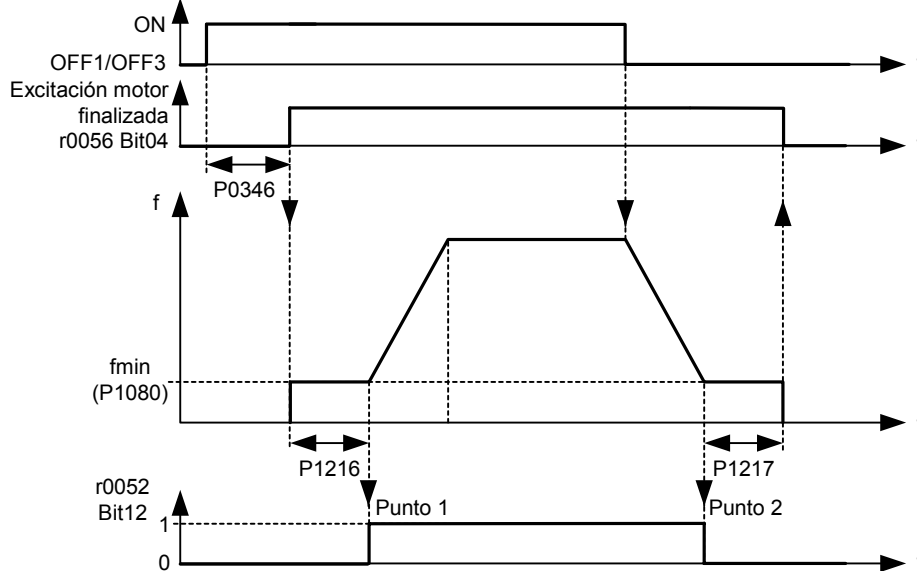 ON
OFF1/OFF3
Excitación motor
finalizada
r0056 Bit04
P0346
f
fmin
(P1080)
P1216
P1217
r0052
Bit12
1
Punto 1
Punto 2
0